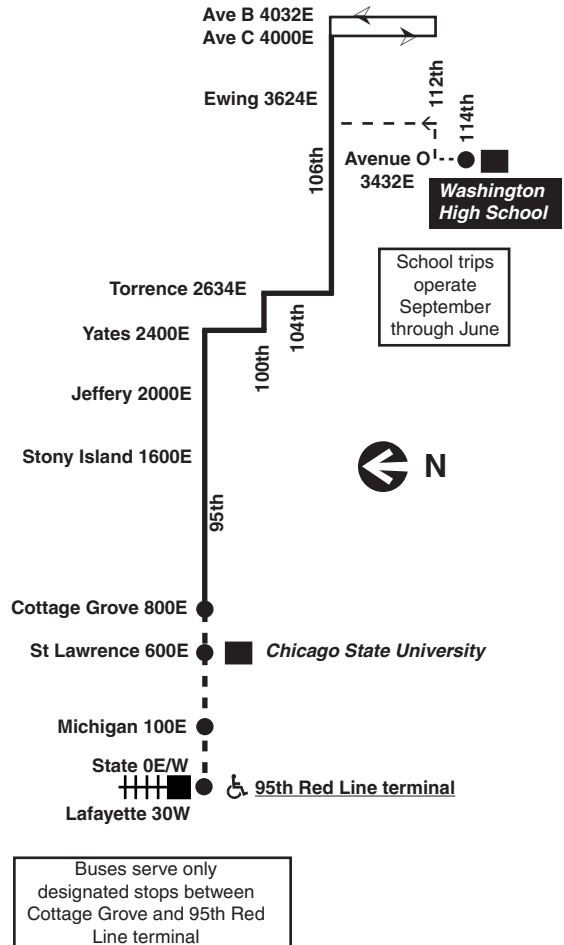 Ave B 4032E
Ave C 4000E
Ewing 3624E
112th
114th
106th
Avenue O
3432E
Washington
High School
School trips
operate
September
through June
Torrence 2634E
104th
Yates 2400E
100th
Jeffery 2000E
Stony Island 1600E
N
95th
Cottage Grove 800E
St Lawrence 600E
Chicago State University
Michigan 100E
State 0E/W
95th Red Line terminal
Lafayette 30W
Buses serve only
designated stops between
Cottage Grove and 95th Red
Line terminal